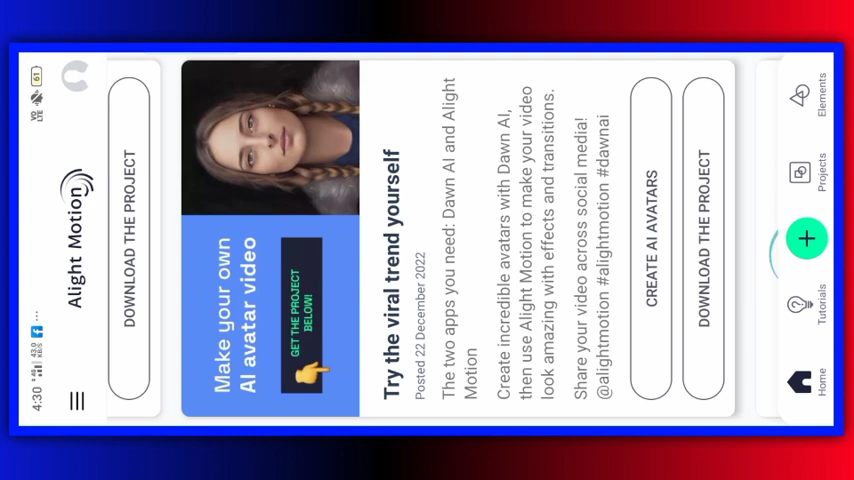 4:30 4G 43.0 KB/S ... VO LTE 61
Alight Motion
DOWNLOAD THE PROJECT
Make your own
AI avatar video
GET THE PROJECT
BELOW!
Try the viral trend yourself
Posted 22 December 2022
The two apps you need: Dawn AI and Alight
Motion
Create incredible avatars with Dawn AI,
then use Alight Motion to make your video
look amazing with effects and transitions.
Share your video across social media!
@alightmotion #alightmotion #dawnai
CREATE AI AVATARS
DOWNLOAD THE PROJECT
Home
Tutorials
Projects
Elements